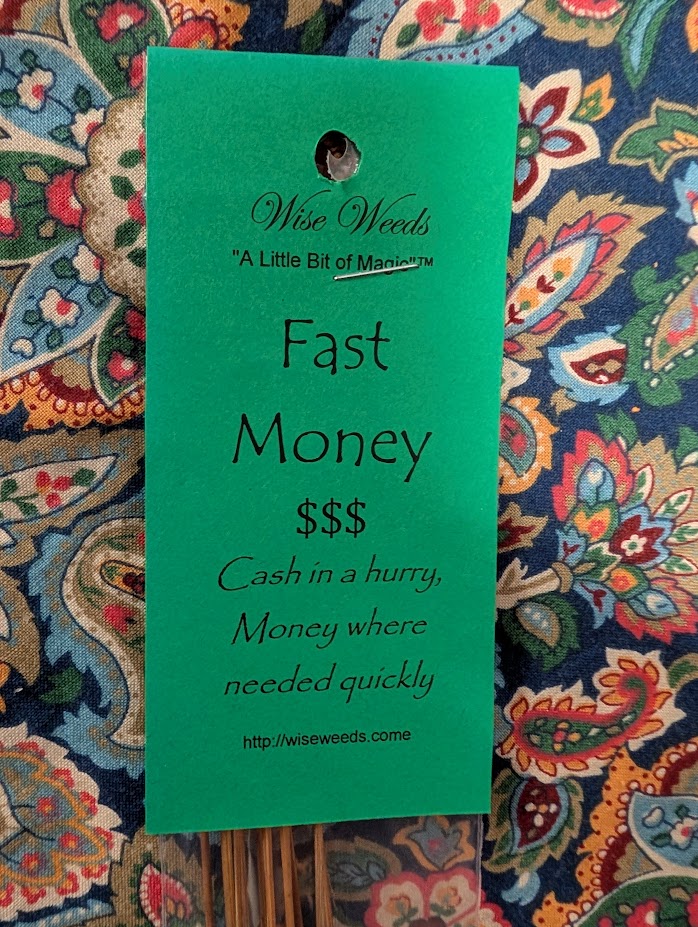 Wise Weeds
"A Little Bit of Magic"™
Fast
Money
$$$
Cash in a hurry,
Money where
needed quickly
http://wiseweeds.come